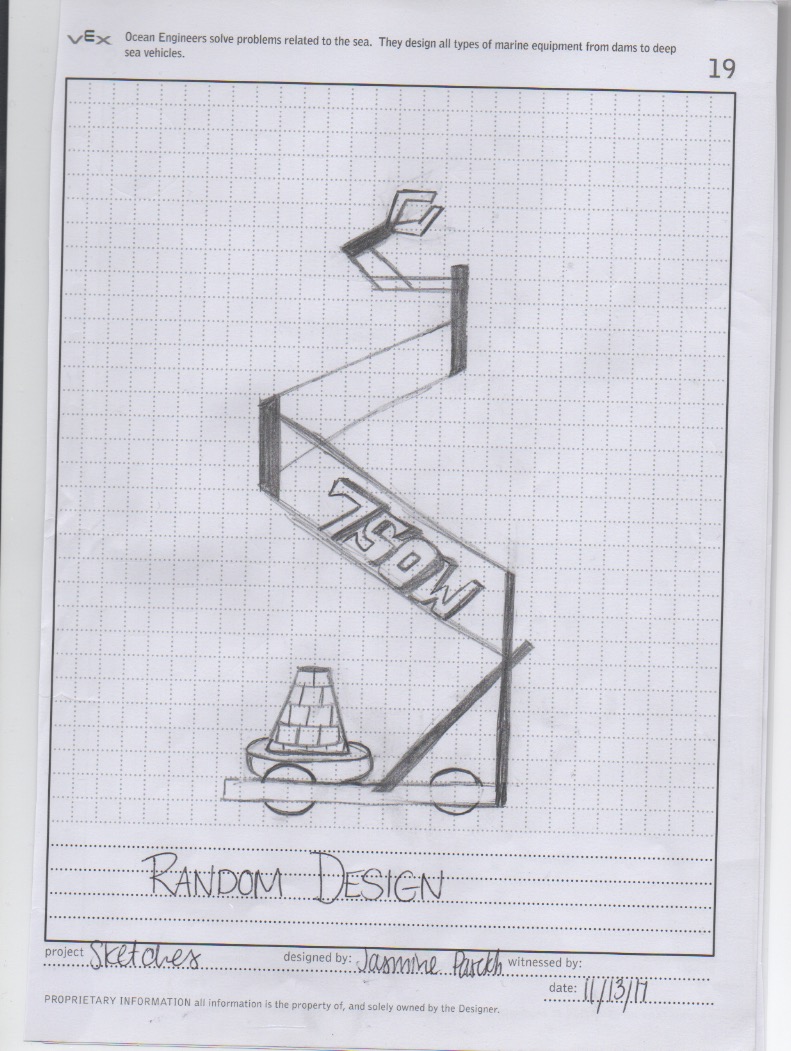 VEX Ocean Engineers solve problems related to the sea. They design all types of marine equipment from dams to deep
sea vehicles.
19
750W
RANDOM DESIGN
project Sketches designed by: Jasmine Parekh witnessed by:
date: 11/13/17
PROPRIETARY INFORMATION all information is the property of, and solely owned by the Designer.